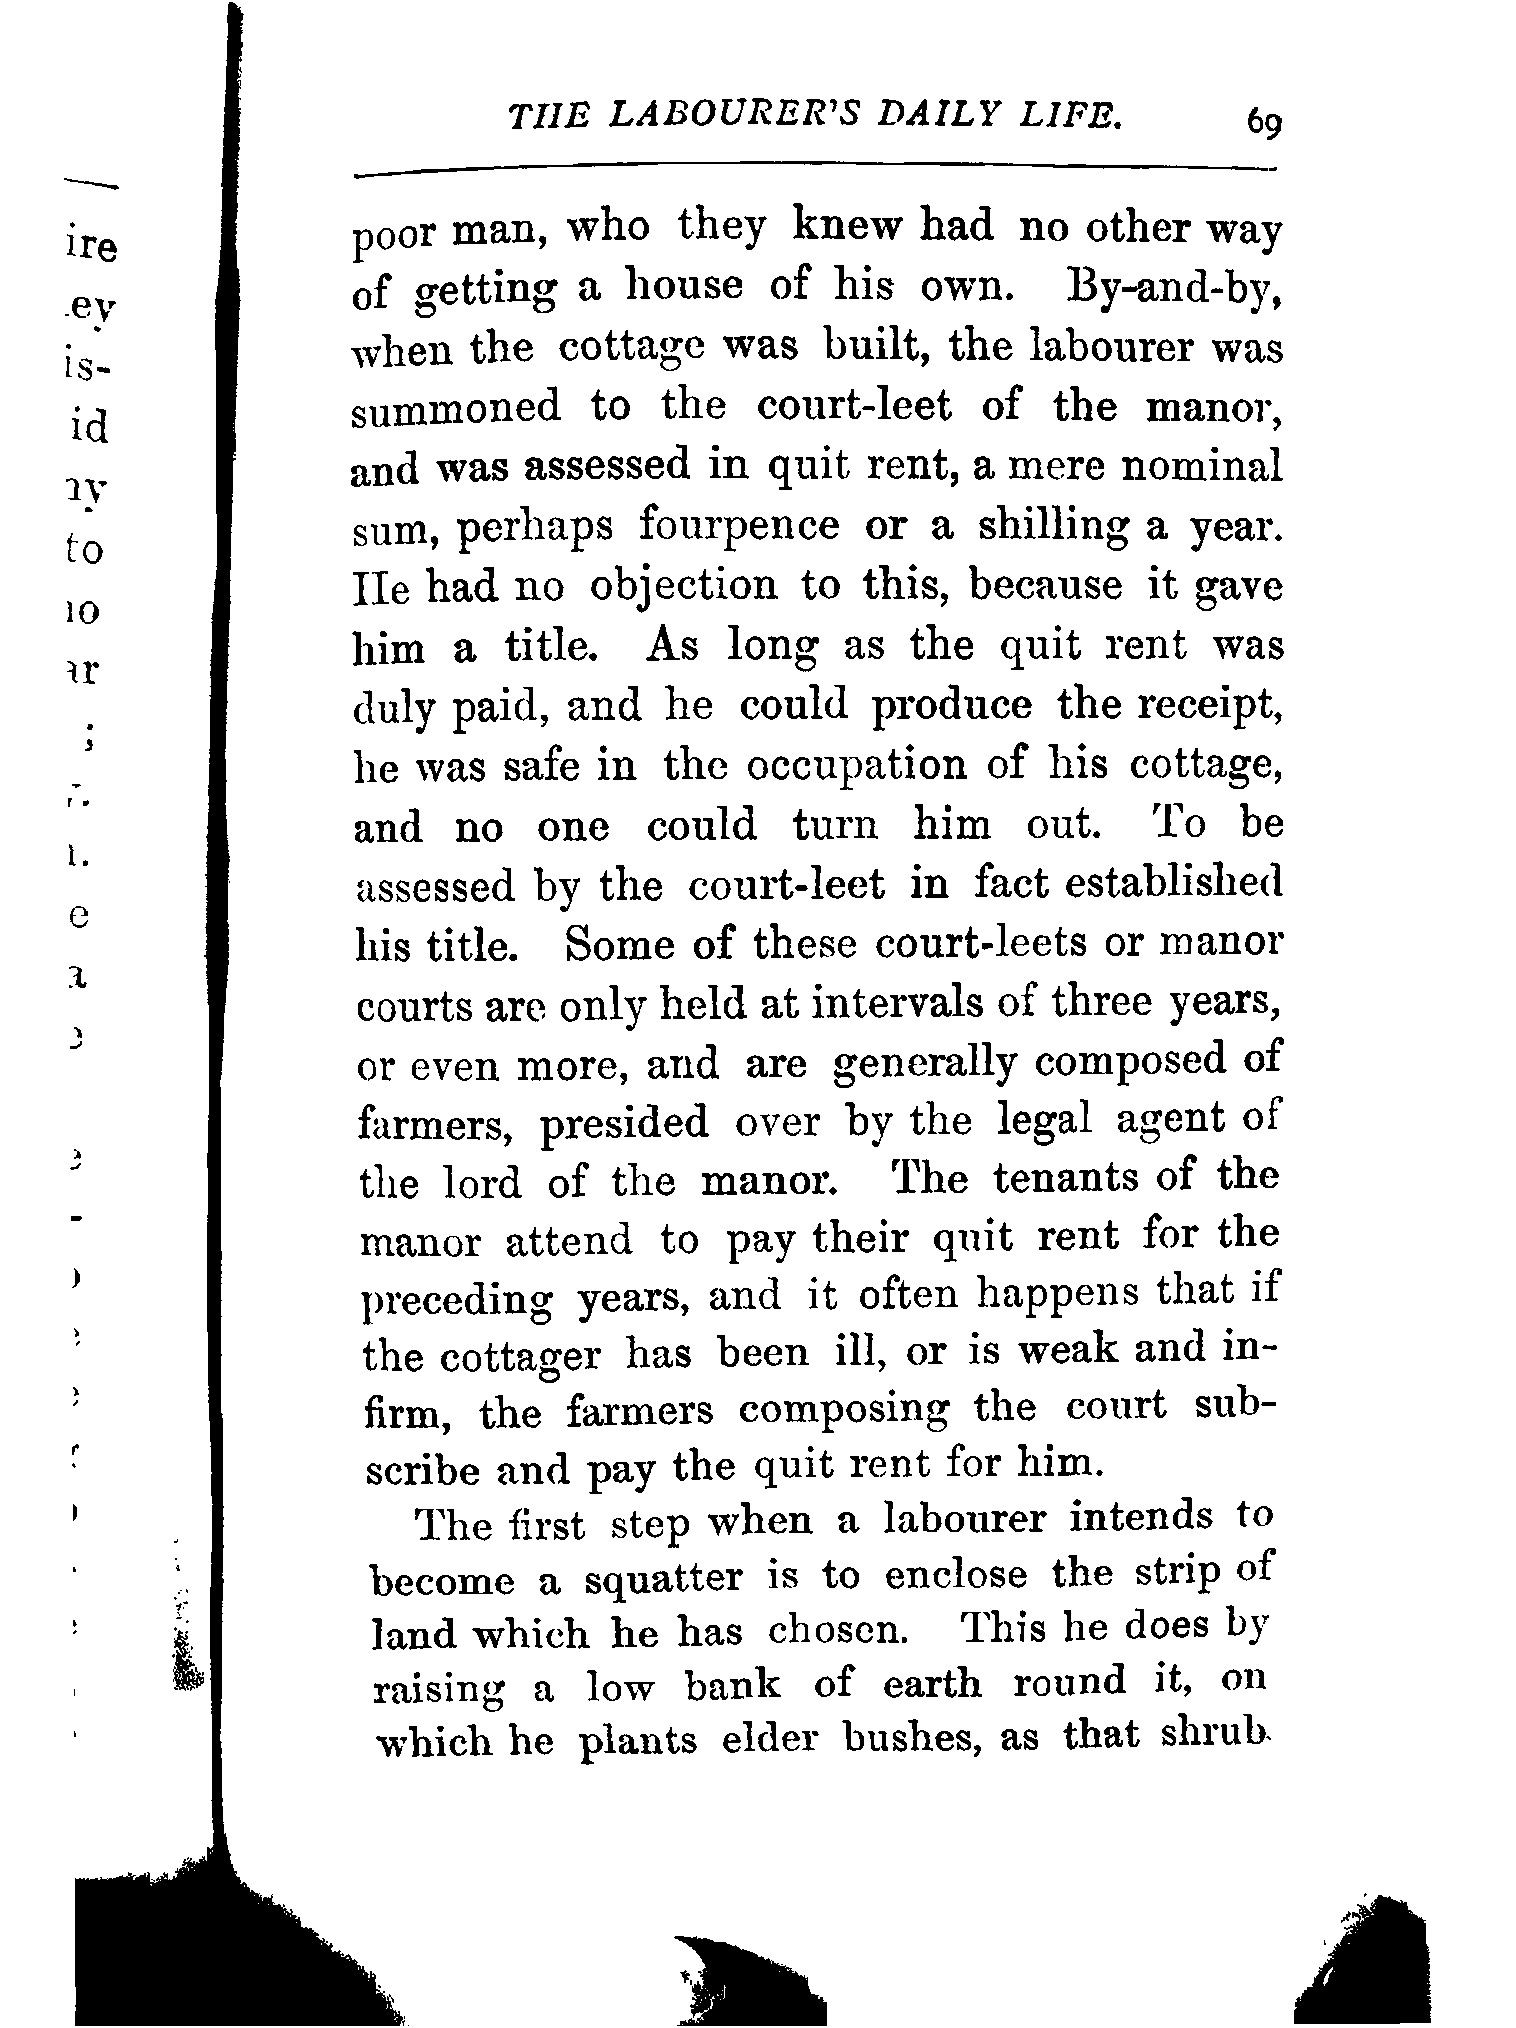 THE LABOURER'S DAILY LIFE. 69
poor man, who they knew had no other way
of getting a house of his own. By-and-by,
when the cottage was built, the labourer was
summoned to the court-leet of the manor,
and was assessed in quit rent, a mere nominal
sum, perhaps fourpence or a shilling a year.
He had no objection to this, because it gave
him a title. As long as the quit rent was
duly paid, and he could produce the receipt,
he was safe in the occupation of his cottage,
and no one could turn him out. To be
assessed by the court-leet in fact established
his title. Some of these court-leets or manor
courts are only held at intervals of three years,
or even more, and are generally composed of
farmers, presided over by the legal agent of
the lord of the manor. The tenants of the
manor attend to pay their quit rent for the
preceding years, and it often happens that if
the cottager has been ill, or is weak and in-
firm, the farmers composing the court sub-
scribe and pay the quit rent for him.
The first step when a labourer intends to
become a squatter is to enclose the strip of
land which he has chosen. This he does by
raising a low bank of earth round it, on
which he plants elder bushes, as that shrub